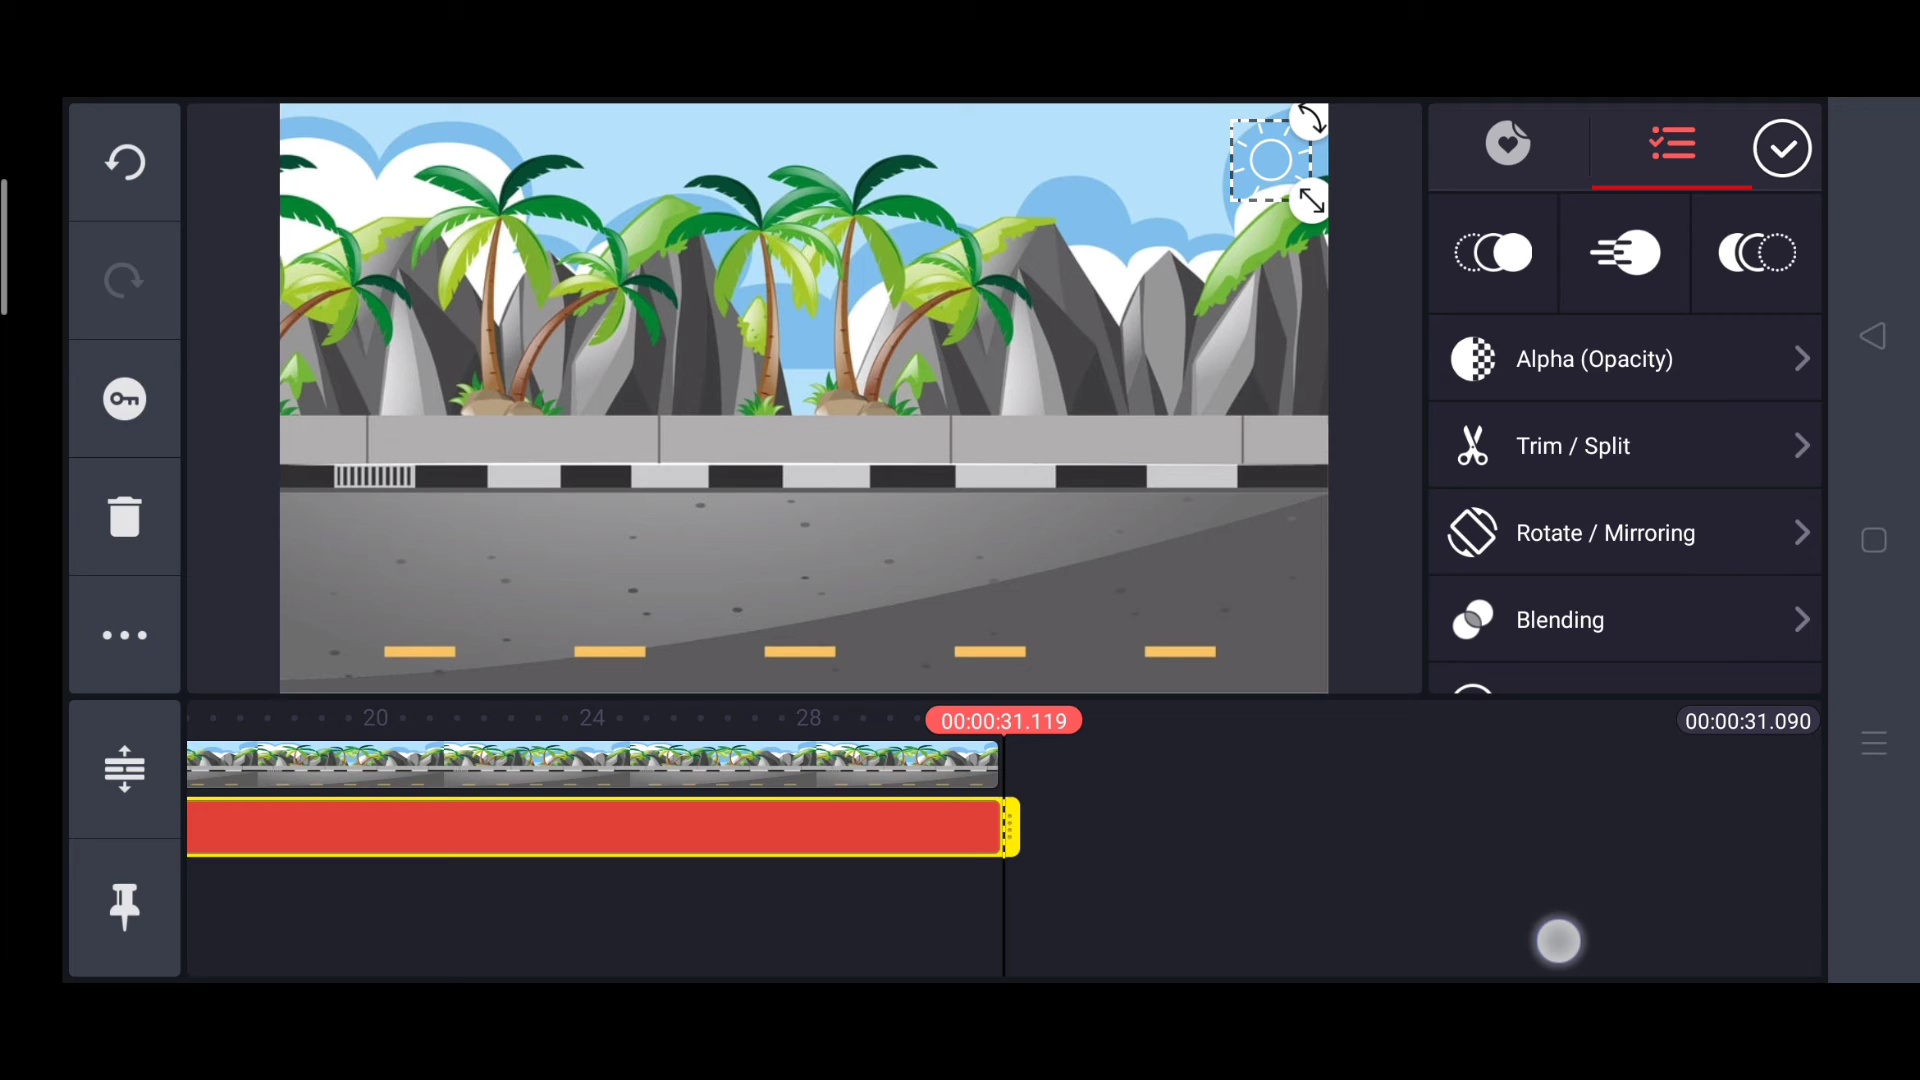 Alpha (Opacity)
Trim / Split
Rotate / Mirroring
Blending
20
24
28
00:00:31.119
00:00:31.090